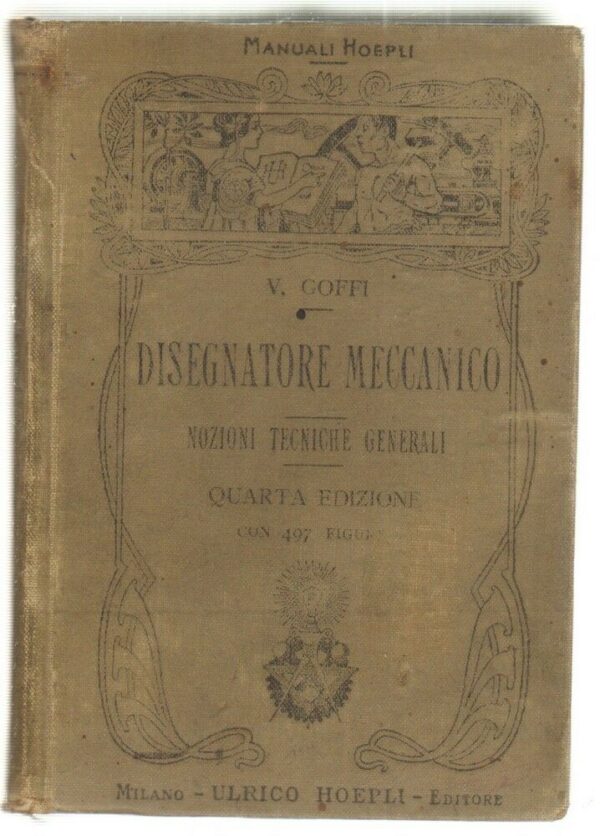 MANUALI HOEPLI
V. GOFFI
DISEGNATORE MECCANICO
NOZIONI TECNICHE GENERALI
QUARTA EDIZIONE
CON 497
MILANO - ULRICO HOEPLI - EDITORE